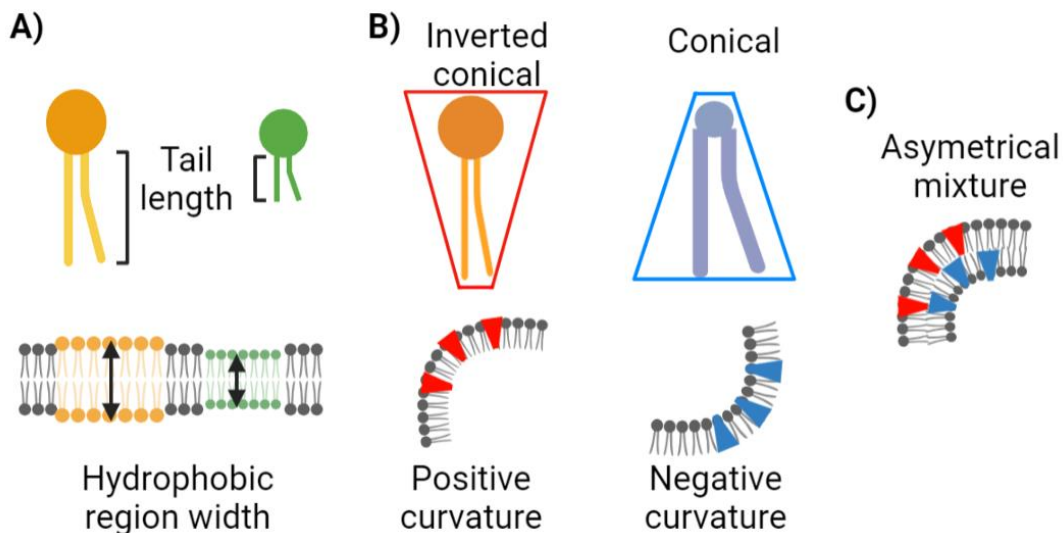 A)
Tail
length
Hydrophobic
region width
B)
Inverted
conical
Conical
Positive
curvature
Negative
curvature
C)
Asymetrical
mixture